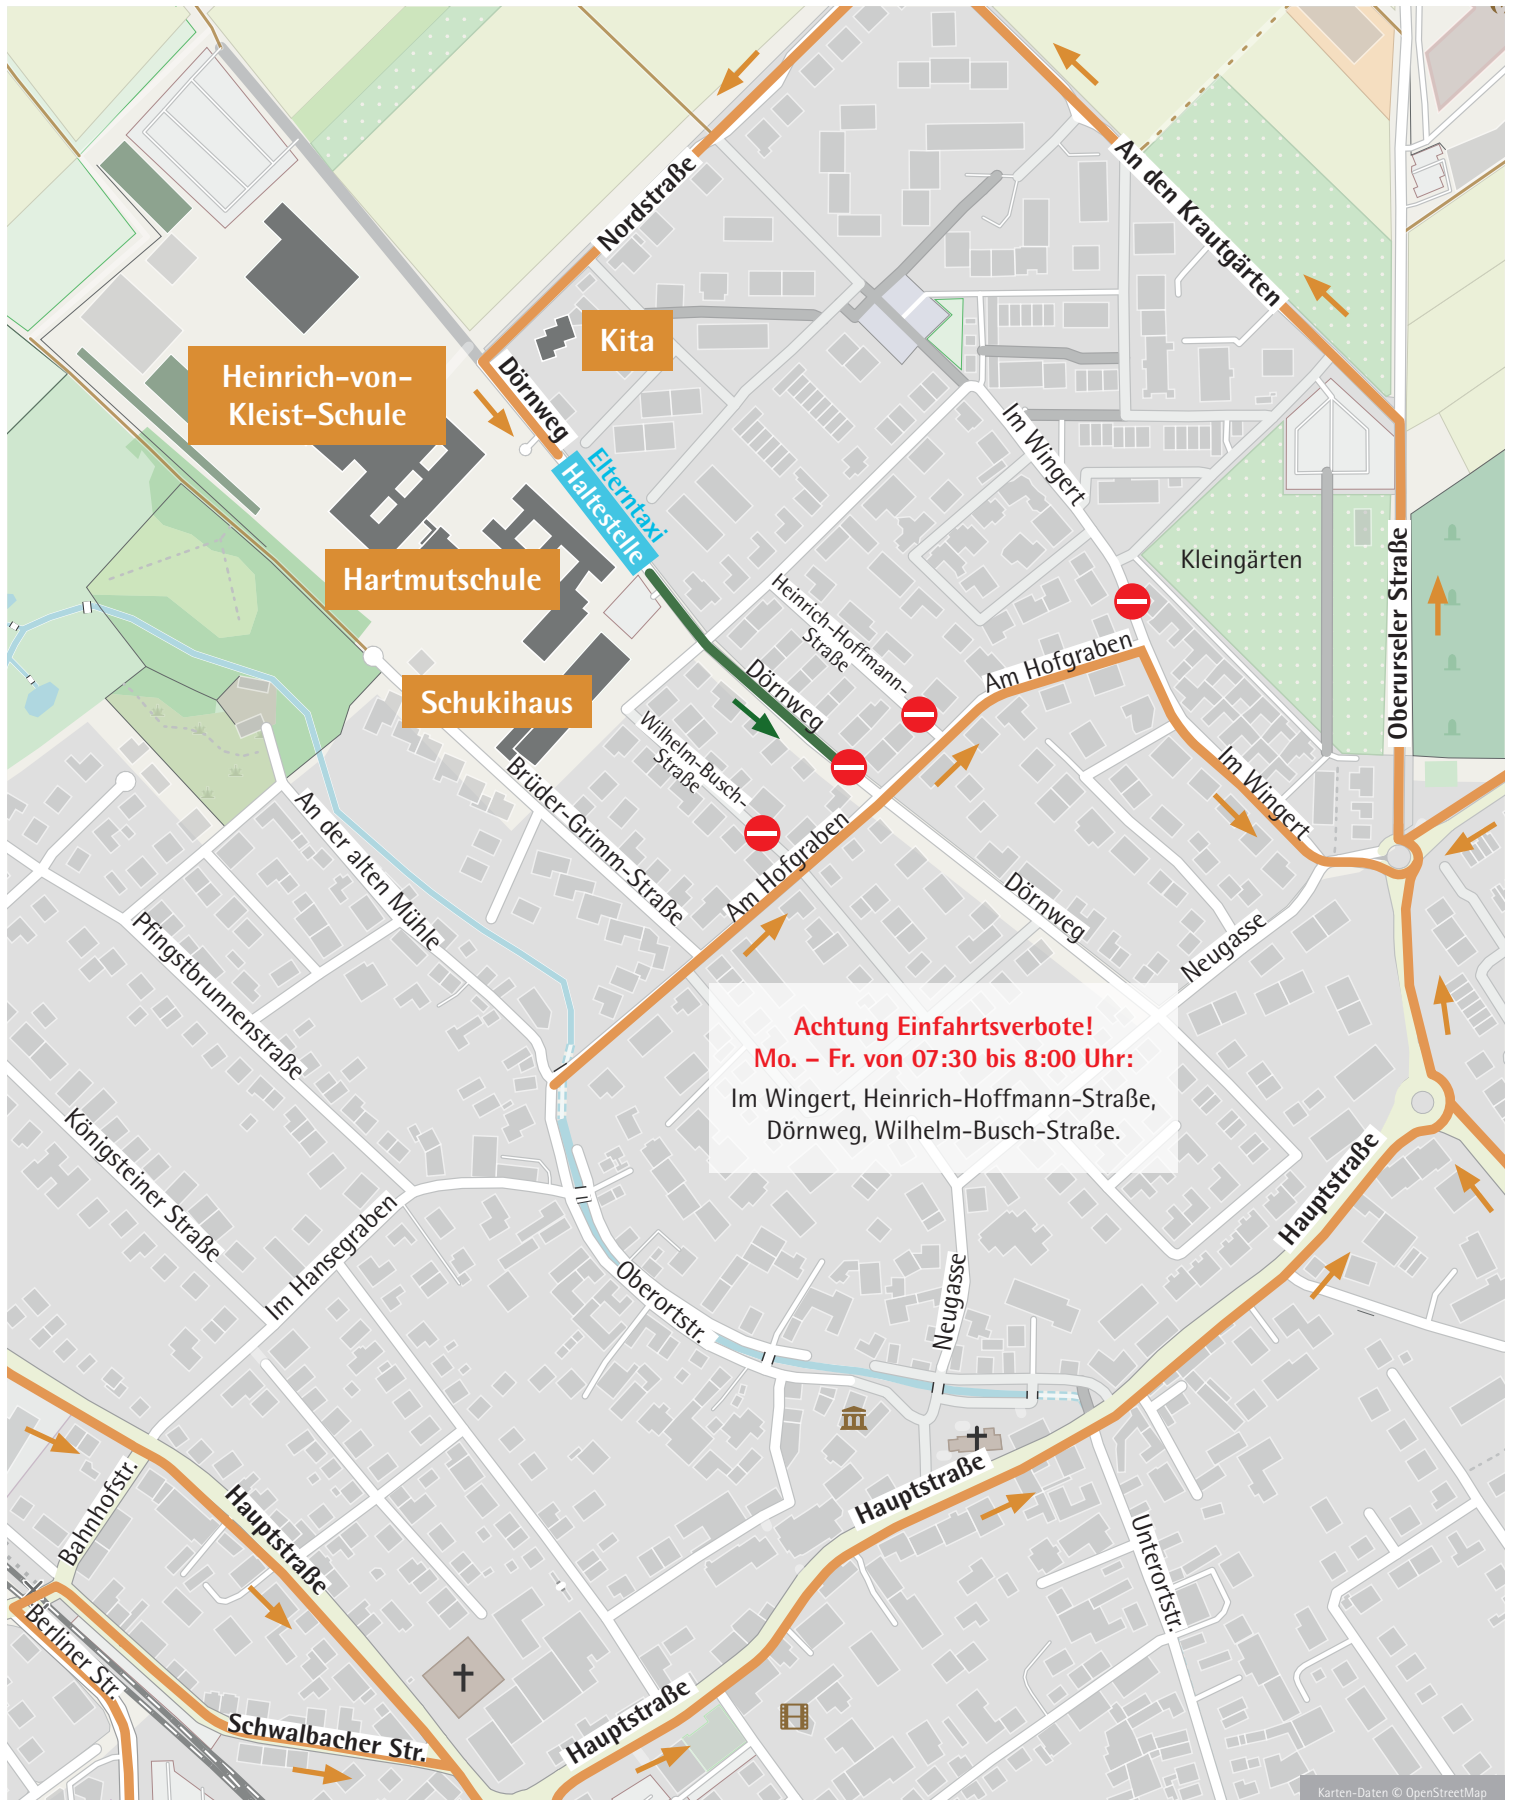 Nordstraße
An den Krautgärten
Kita
Heinrich-von-
Kleist-Schule
Dörnweg
Elterntaxi
Haltestelle
Im Wingert
Kleingärten
Oberurseler Straße
Hartmutschule
Heinrich-Hoffmann-
Straße
Am Hofgraben
Dörnweg
Schukihaus
Wilhelm-Busch-
Straße
Im Wingert
Brüder-Grimm-Straße
An der alten Mühle
Am Hofgraben
Dörnweg
Neugasse
Pfingstbrunnenstraße
Achtung Einfahrtsverbote!
Mo. – Fr. von 07:30 bis 8:00 Uhr:
Im Wingert, Heinrich-Hoffmann-Straße,
Dörnweg, Wilhelm-Busch-Straße.
Königsteiner Straße
Im Hansegraben
Hauptstraße
Oberortstr.
Neugasse
Bahnhofstr.
Hauptstraße
Hauptstraße
Unterortstr.
Berliner Str.
Schwalbacher Str.
Hauptstraße
Karten-Daten © OpenStreetMap